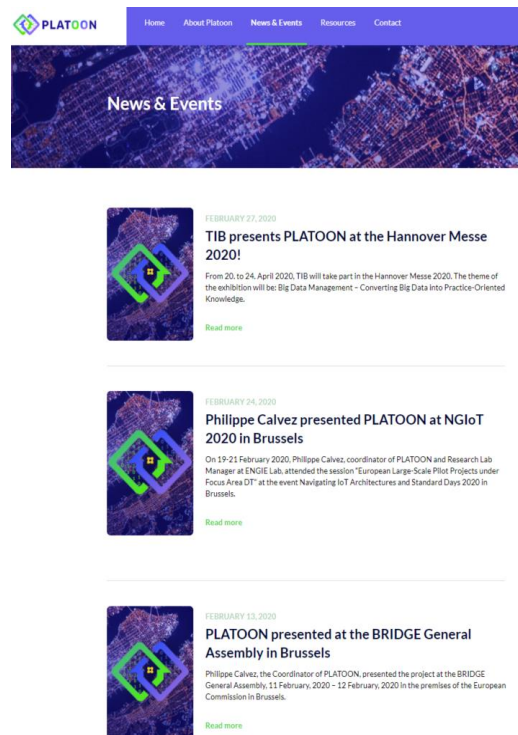 PLATOON
Home About Platoon News & Events Resources Contact
News & Events
FEBRUARY 27, 2020
TIB presents PLATOON at the Hannover Messe
2020!
From 20. to 24. April 2020, TIB will take part in the Hannover Messe 2020. The theme of
the exhibition will be: Big Data Management – Converting Big Data into Practice-Oriented
Knowledge.
Read more
FEBRUARY 24, 2020
Philippe Calvez presented PLATOON at NGIoT
2020 in Brussels
On 19-21 February 2020, Philippe Calvez, coordinator of PLATOON and Research Lab
Manager at ENGIE Lab, attended the session "European Large-Scale Pilot Projects under
Focus Area DT" at the event Navigating IoT Architectures and Standard Days 2020 in
Brussels.
Read more
FEBRUARY 13, 2020
PLATOON presented at the BRIDGE General
Assembly in Brussels
Philippe Calvez, the Coordinator of PLATOON, presented the project at the BRIDGE
General Assembly, 11 February, 2020 – 12 February, 2020 in the premises of the European
Commission in Brussels.
Read more